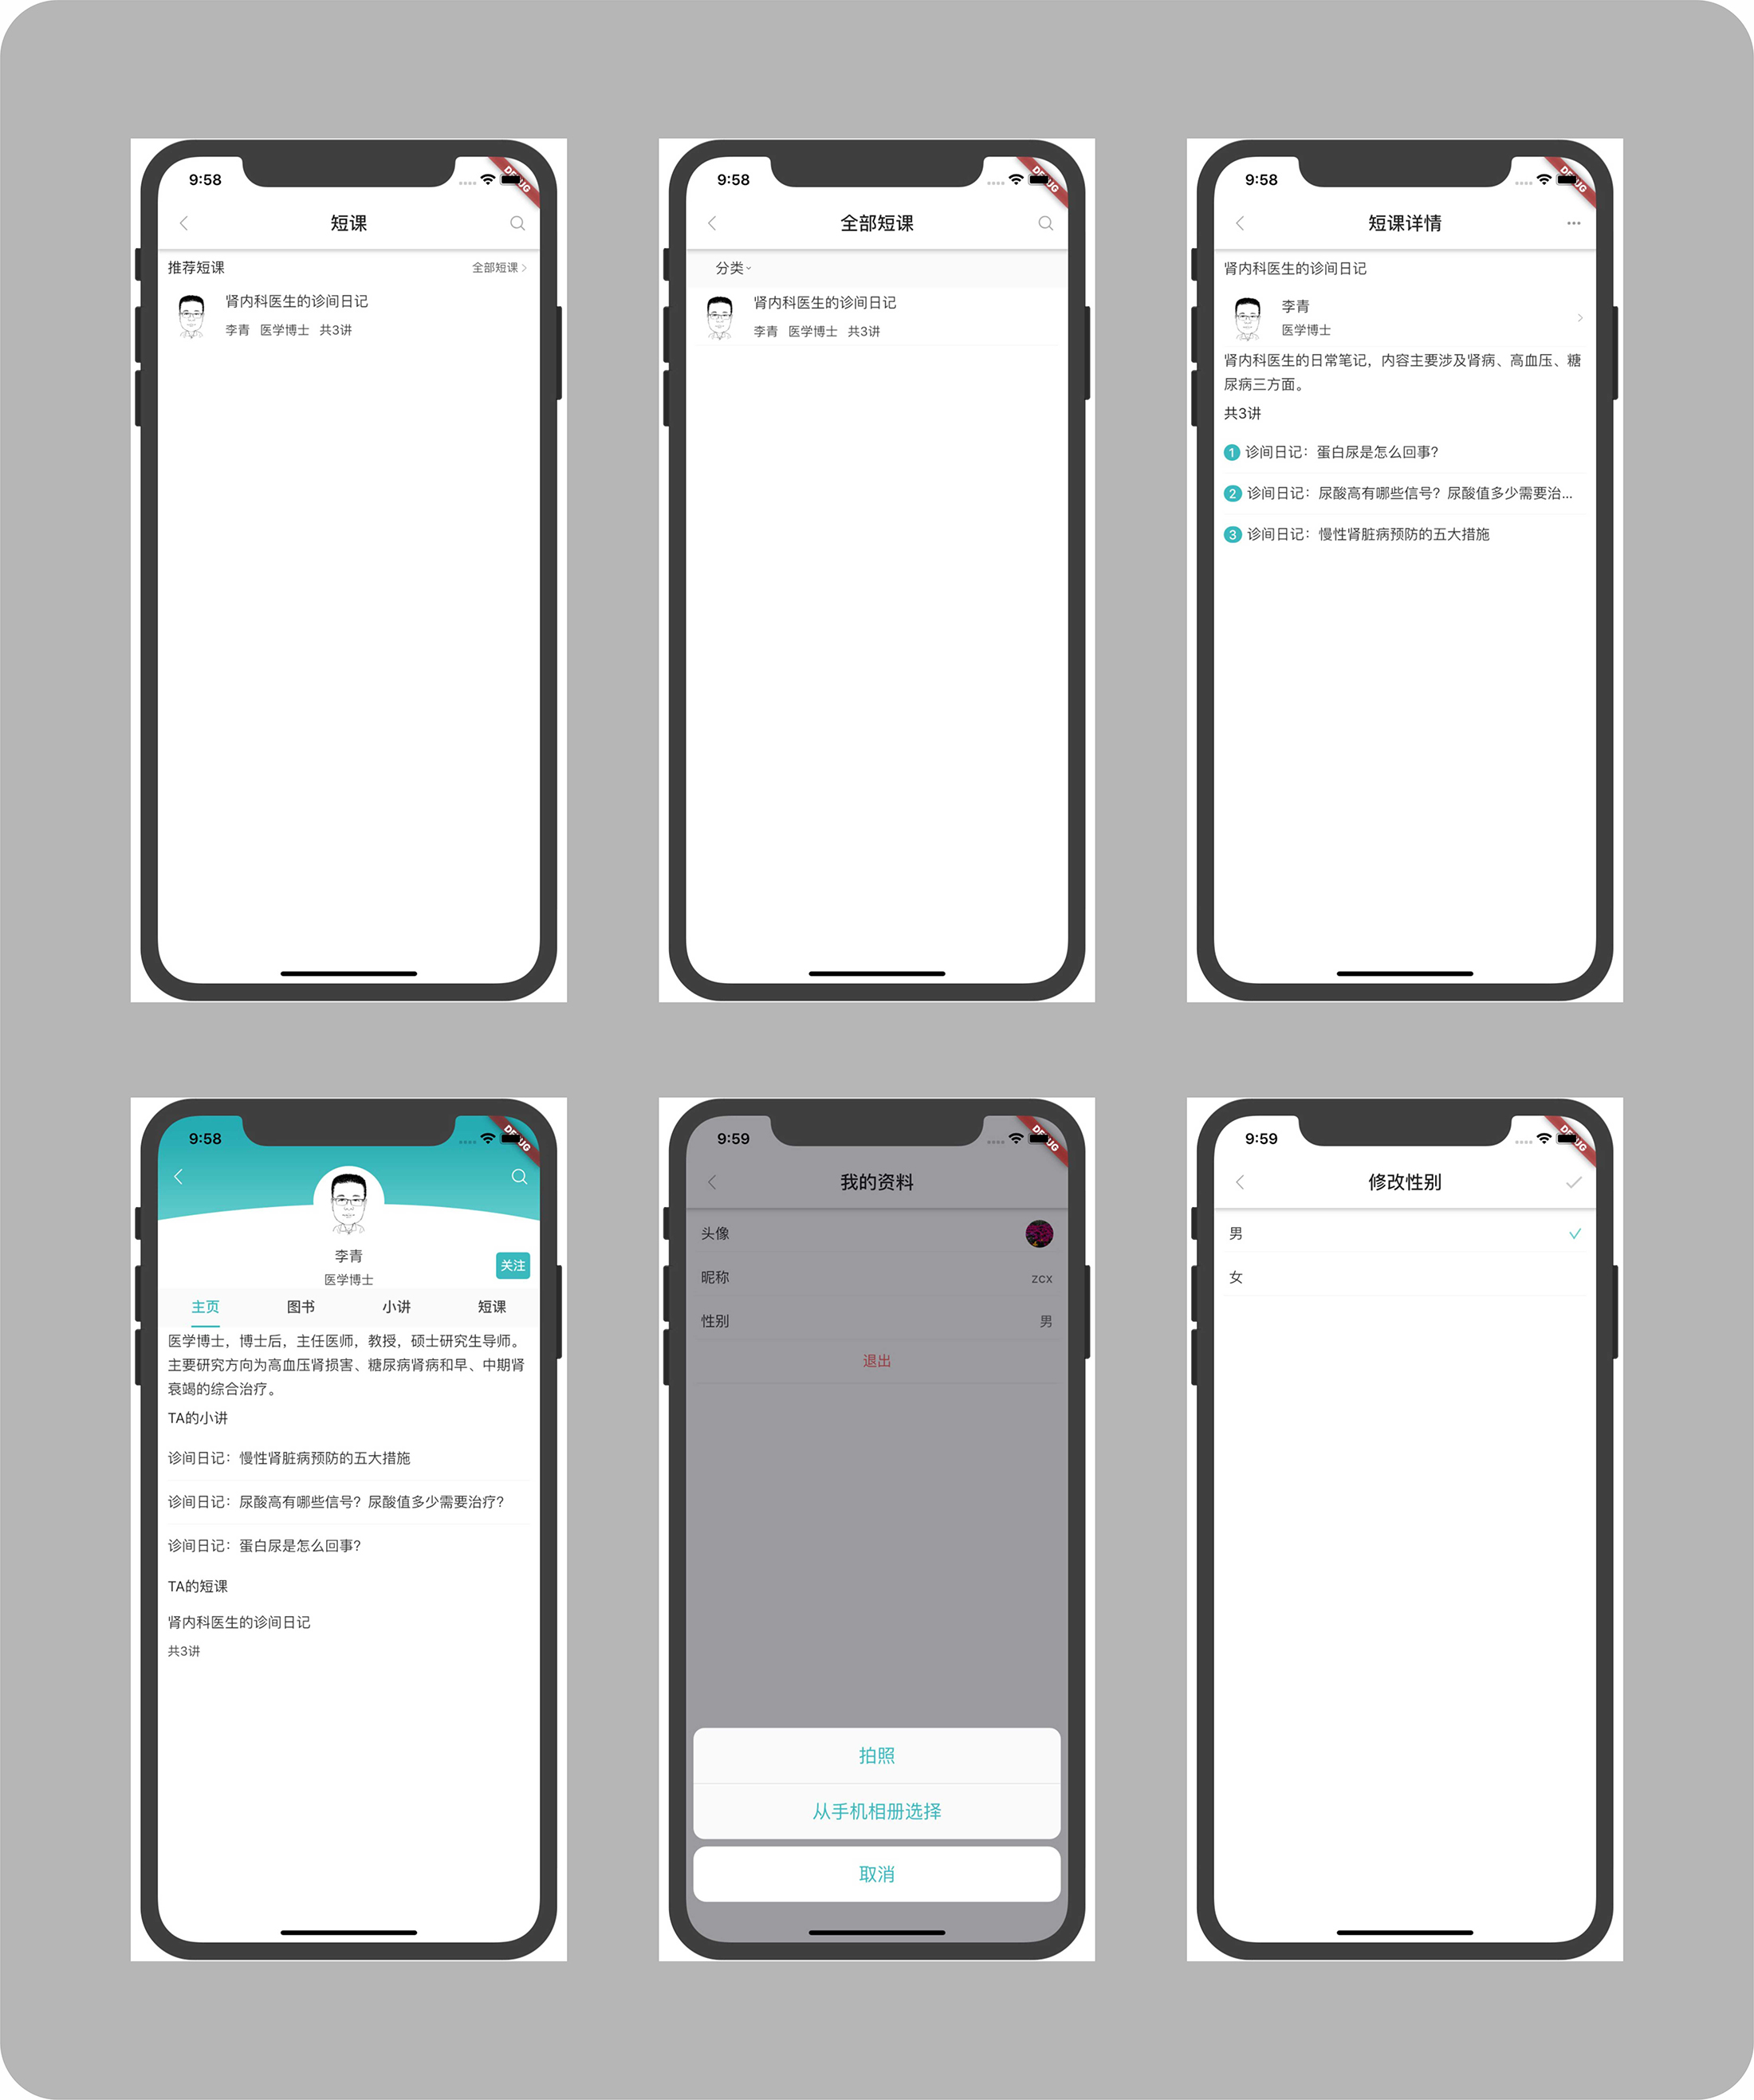 9:58
DEBUG
短课
推荐短课
全部短课
肾内科医生的诊间日记
李青 医学博士 共3讲
9:58
DEBUG
全部短课
分类
肾内科医生的诊间日记
李青 医学博士 共3讲
9:58
DEBUG
短课详情
肾内科医生的诊间日记
李青
医学博士
肾内科医生的日常笔记，内容主要涉及肾病、高血压、糖
尿病三方面。
共3讲
1 诊间日记：蛋白尿是怎么回事？
2 诊间日记：尿酸高有哪些信号？尿酸值多少需要治...
3 诊间日记：慢性肾脏病预防的五大措施
9:58
DEBUG
李青
医学博士
关注
主页 图书 小讲 短课
医学博士，博士后，主任医师，教授，硕士研究生导师。
主要研究方向为高血压肾损害、糖尿病肾病和早、中期肾
衰竭的综合治疗。
TA的小讲
诊间日记：慢性肾脏病预防的五大措施
诊间日记：尿酸高有哪些信号？尿酸值多少需要治疗？
诊间日记：蛋白尿是怎么回事？
TA的短课
肾内科医生的诊间日记
共3讲
9:59
DEBUG
我的资料
头像
昵称 zcx
性别 男
退出
拍照
从手机相册选择
取消
9:59
DEBUG
修改性别
男
女